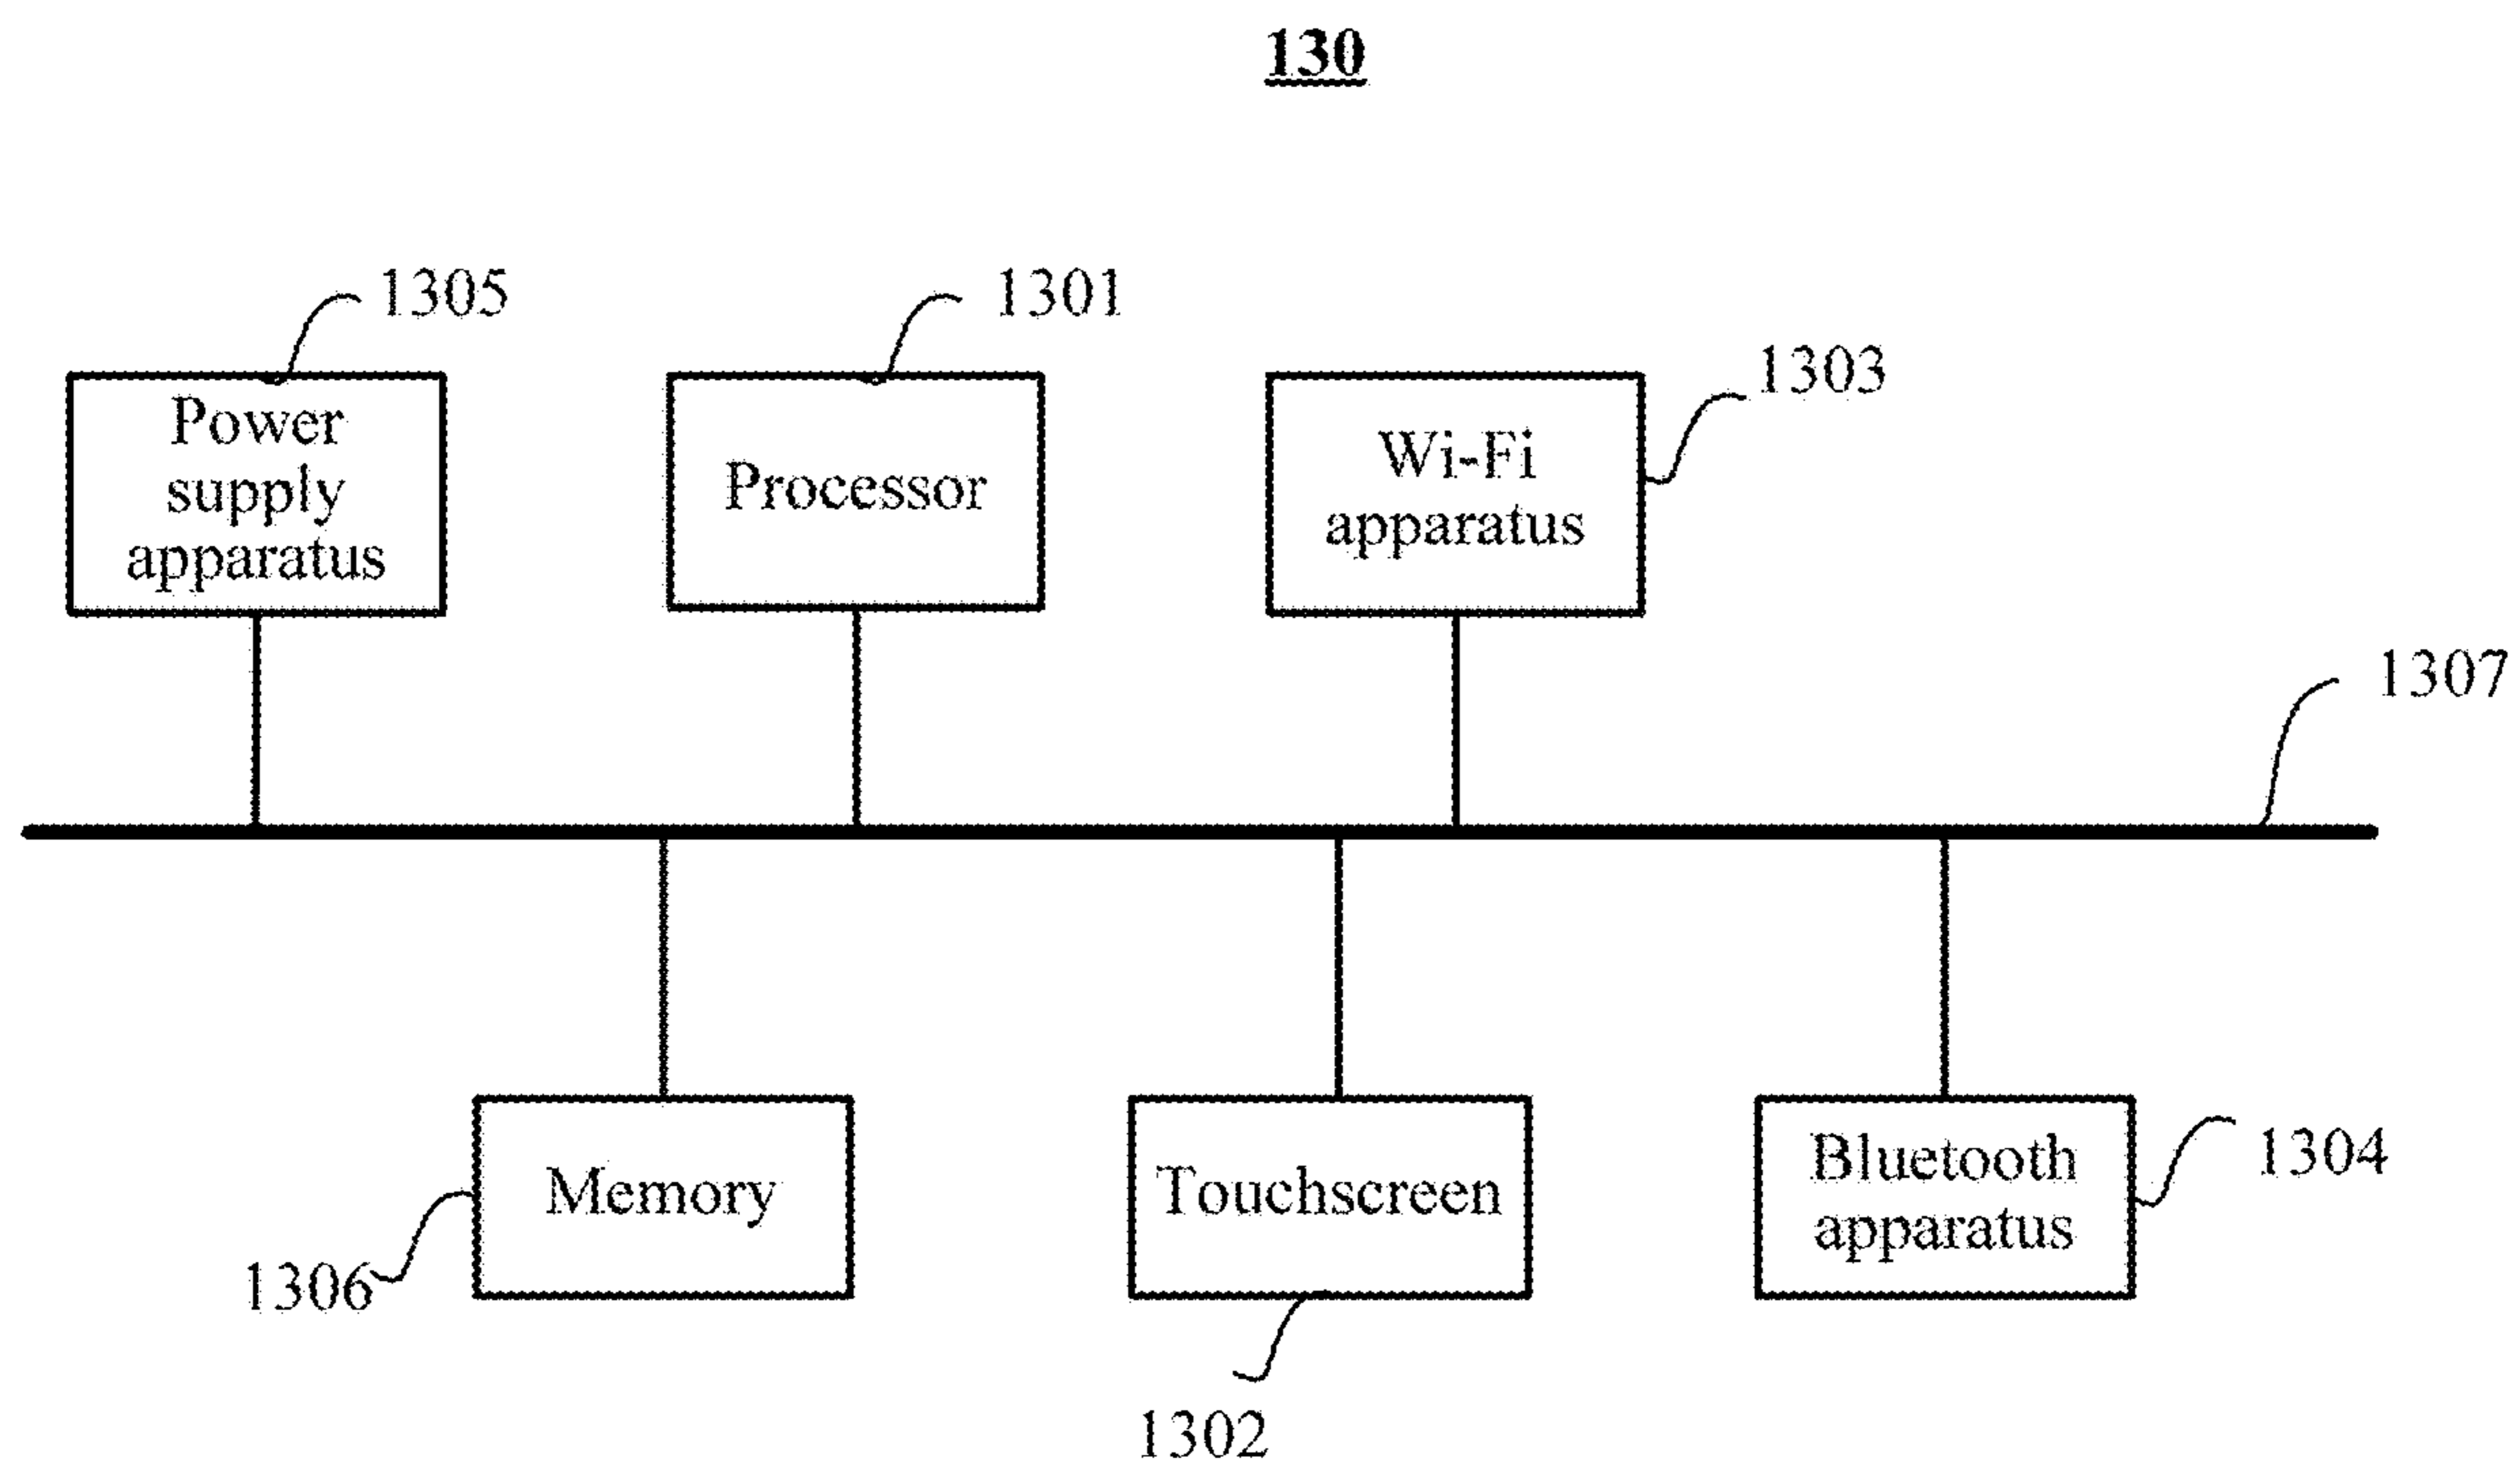 130
1305
1301
1303
Power
supply
apparatus
Processor
Wi-Fi
apparatus
1307
Memory
Touchscreen
Bluetooth
apparatus
1304
1306
1302